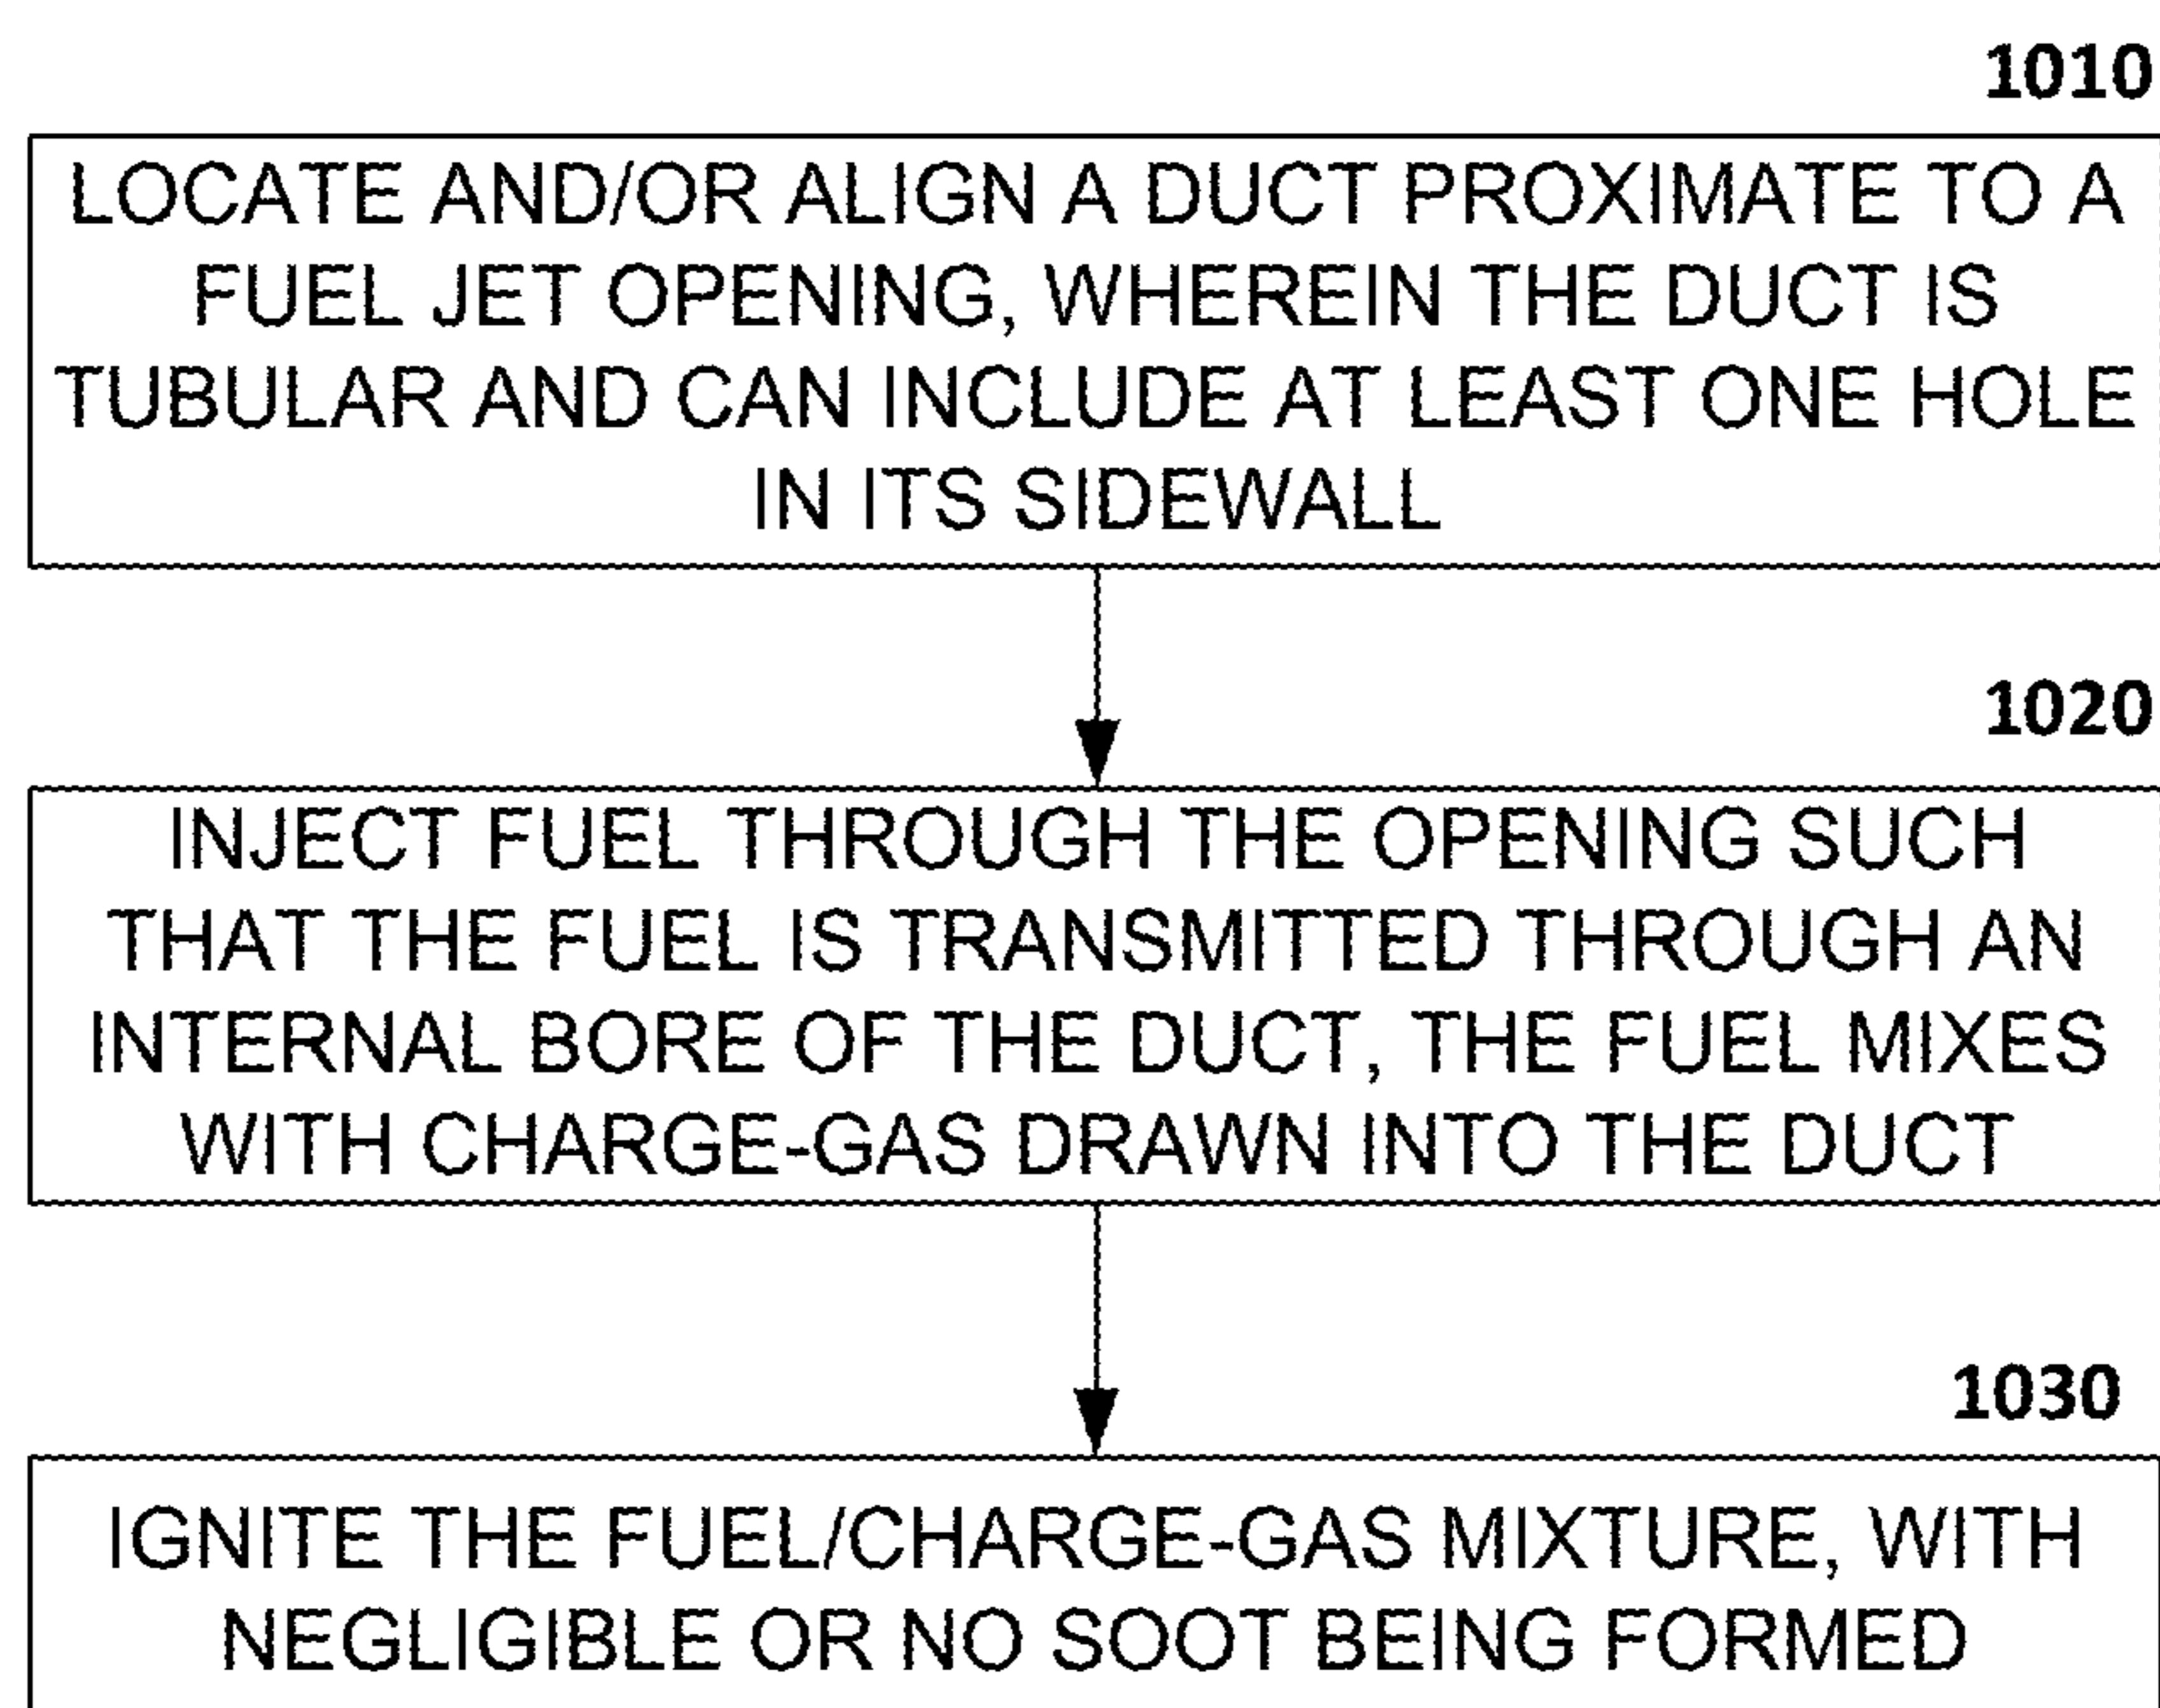 1010
LOCATE AND/OR ALIGN A DUCT PROXIMATE TO A
FUEL JET OPENING, WHEREIN THE DUCT IS
TUBULAR AND CAN INCLUDE AT LEAST ONE HOLE
IN ITS SIDEWALL
1020
INJECT FUEL THROUGH THE OPENING SUCH
THAT THE FUEL IS TRANSMITTED THROUGH AN
INTERNAL BORE OF THE DUCT, THE FUEL MIXES
WITH CHARGE-GAS DRAWN INTO THE DUCT
1030
IGNITE THE FUEL/CHARGE-GAS MIXTURE, WITH
NEGLIGIBLE OR NO SOOT BEING FORMED